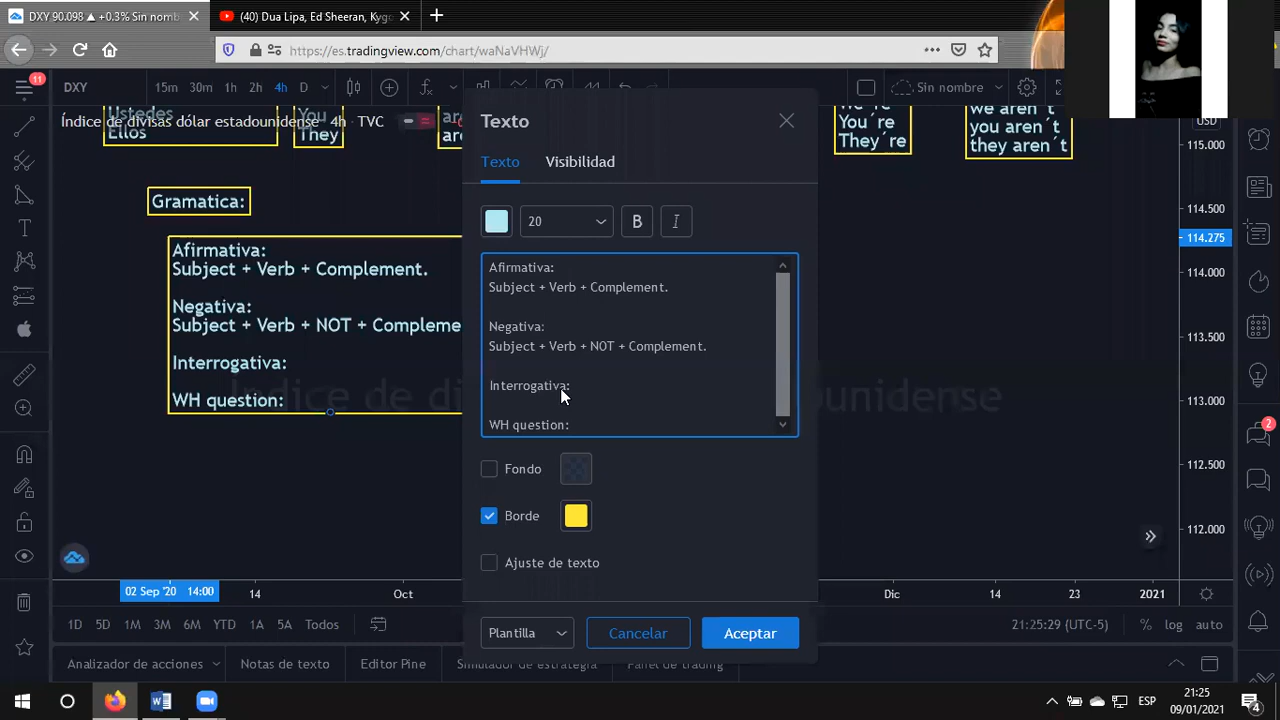 DXY 90.098 ▲ +0.3% Sin nomb
(40) Dua Lipa, Ed Sheeran, Kygo
https://es.tradingview.com/chart/waNaVHWj/
11
DXY
15m 30m 1h 2h 4h D
Sin nombre
Ustedes
Ellos
You
They
Índice de divisas dólar estadounidense · 4h · TVC
You´re
They´re
we aren´t
you aren´t
they aren´t
USD
115.000
114.500
114.275
114.000
113.500
113.000
112.500
112.000
Gramatica:
Afirmativa:
Subject + Verb + Complement.
Negativa:
Subject + Verb + NOT + Compleme
Interrogativa:
WH question:
Texto
Texto Visibilidad
20 B I
Afirmativa:
Subject + Verb + Complement.
Negativa:
Subject + Verb + NOT + Complement.
Interrogativa:
WH question:
Fondo
Borde
Ajuste de texto
Plantilla
Cancelar
Aceptar
2
02 Sep '20 14:00
14 Oct Dic 14 23 2021
1D 5D 1M 3M 6M YTD 1A 5A Todos
21:25:29 (UTC-5)
% log auto
Analizador de acciones
Notas de texto
Editor Pine
Simulador de estrategia
Panel de trading
ESP
21:25
09/01/2021
4